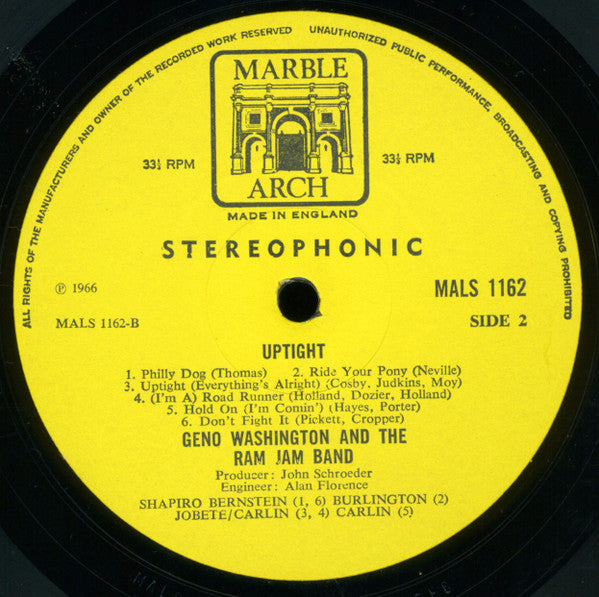 ALL RIGHTS OF THE MANUFACTURERS AND OWNER OF THE RECORDED WORK RESERVED UNAUTHORIZED PUBLIC PERFORMANCE, BROADCASTING AND COPYING PROHIBITED
MARBLE
ARCH
33⅓ RPM 33⅓ RPM
MADE IN ENGLAND
STEREOPHONIC
℗ 1966 MALS 1162
MALS 1162-B SIDE 2
UPTIGHT
1. Philly Dog (Thomas) 2. Ride Your Pony (Neville)
3. Uptight (Everything's Alright) (Cosby, Judkins, Moy)
4. (I'm A) Road Runner (Holland, Dozier, Holland)
5. Hold On (I'm Comin') (Hayes, Porter)
6. Don't Fight It (Pickett, Cropper)
GENO WASHINGTON AND THE
RAM JAM BAND
Producer: John Schroeder
Engineer: Alan Florence
SHAPIRO BERNSTEIN (1, 6) BURLINGTON (2)
JOBETE/CARLIN (3, 4) CARLIN (5)